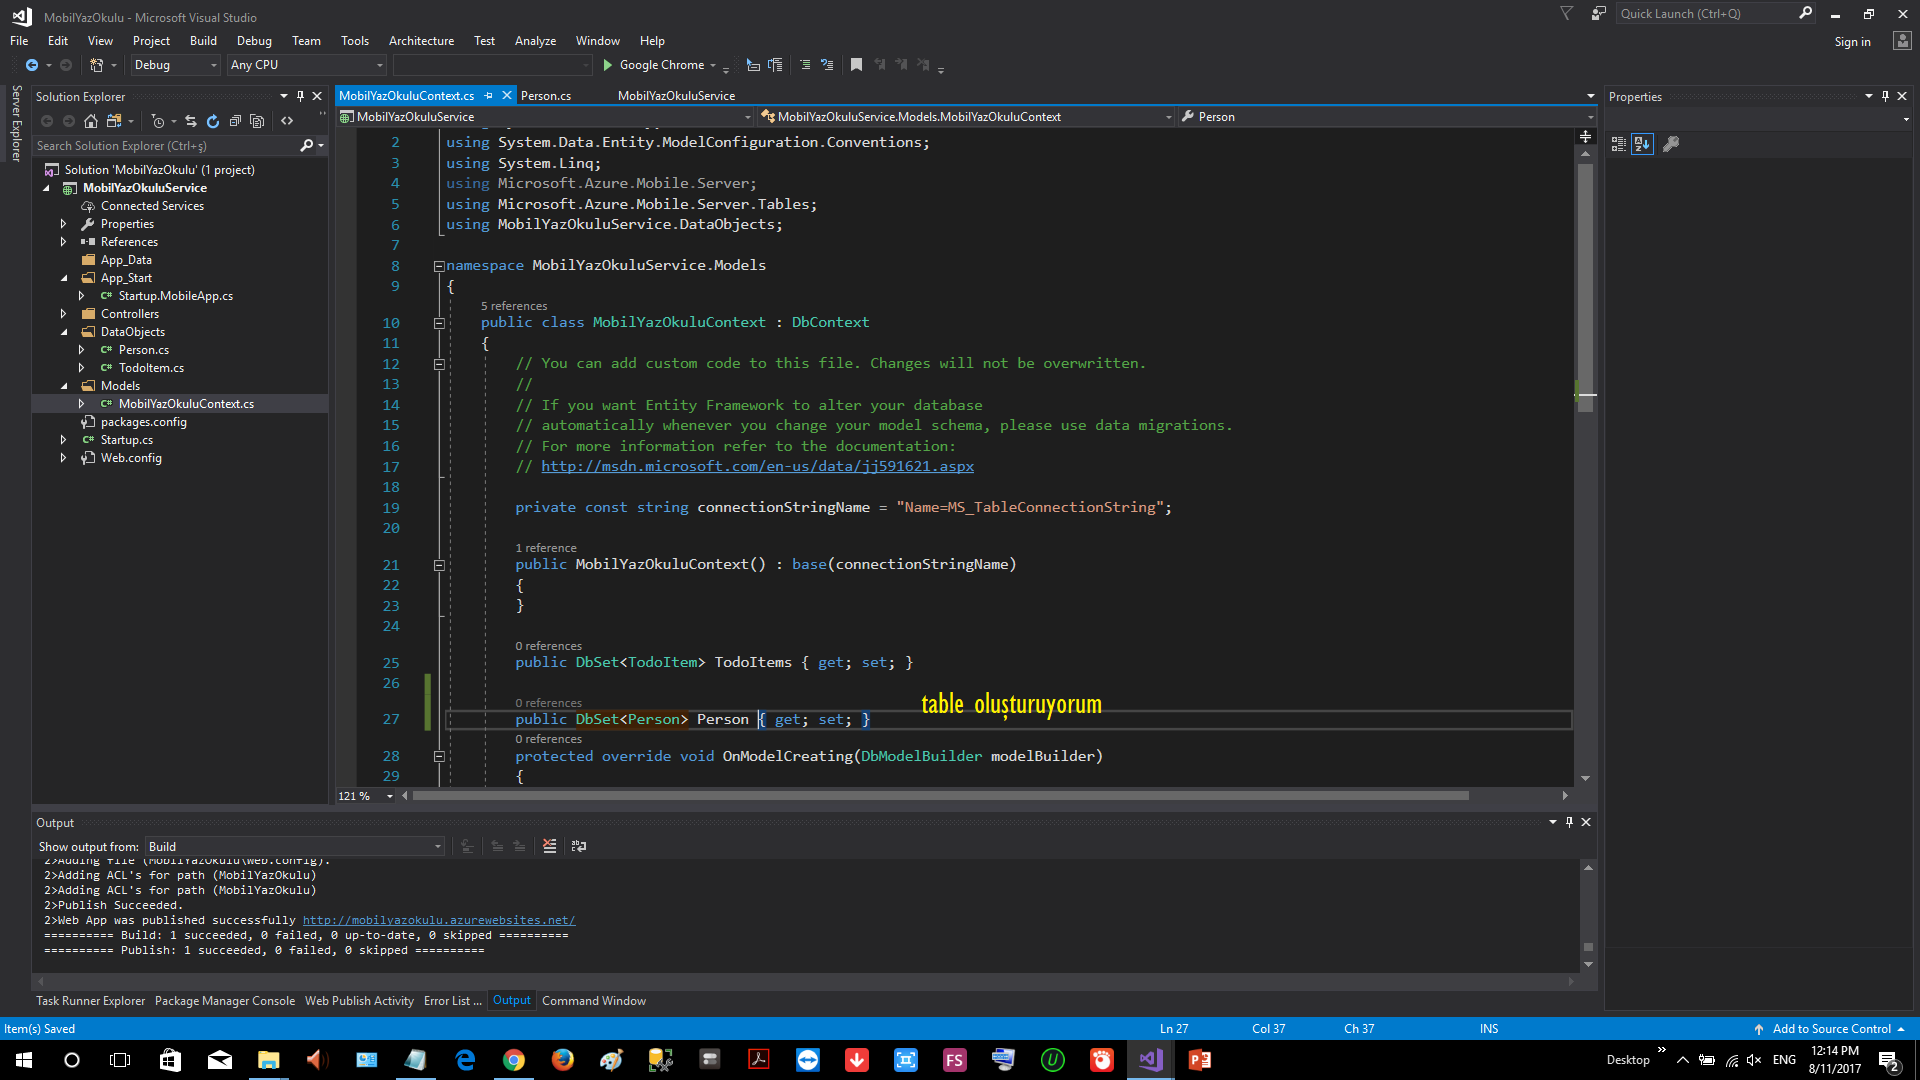 MobilYazOkulu - Microsoft Visual Studio
Quick Launch (Ctrl+Q)
File Edit View Project Build Debug Team Tools Architecture Test Analyze Window Help
Sign in
Debug Any CPU Google Chrome
Server Explorer
Solution Explorer
Search Solution Explorer (Ctrl+ş)
Solution 'MobilYazOkulu' (1 project)
MobilYazOkuluService
Connected Services
Properties
References
App_Data
App_Start
C# Startup.MobileApp.cs
Controllers
DataObjects
C# Person.cs
C# TodoItem.cs
Models
C# MobilYazOkuluContext.cs
packages.config
C# Startup.cs
Web.config
MobilYazOkuluContext.cs Person.cs MobilYazOkuluService
MobilYazOkuluService MobilYazOkuluService.Models.MobilYazOkuluContext Person
2 using System.Data.Entity.ModelConfiguration.Conventions;
3 using System.Linq;
4 using Microsoft.Azure.Mobile.Server;
5 using Microsoft.Azure.Mobile.Server.Tables;
6 using MobilYazOkuluService.DataObjects;
7
8 namespace MobilYazOkuluService.Models
9 {
5 references
10 public class MobilYazOkuluContext : DbContext
11 {
12 // You can add custom code to this file. Changes will not be overwritten.
13 //
14 // If you want Entity Framework to alter your database
15 // automatically whenever you change your model schema, please use data migrations.
16 // For more information refer to the documentation:
17 // http://msdn.microsoft.com/en-us/data/jj591621.aspx
18
19 private const string connectionStringName = "Name=MS_TableConnectionString";
20
1 reference
21 public MobilYazOkuluContext() : base(connectionStringName)
22 {
23 }
24
0 references
25 public DbSet<TodoItem> TodoItems { get; set; }
26
0 references
table oluşturuyorum
27 public DbSet<Person> Person { get; set; }
0 references
28 protected override void OnModelCreating(DbModelBuilder modelBuilder)
29 {
121 %
Properties
Output
Show output from: Build
2>Adding file (MobilYazOkulu\Web.config).
2>Adding ACL's for path (MobilYazOkulu)
2>Adding ACL's for path (MobilYazOkulu)
2>Publish Succeeded.
2>Web App was published successfully http://mobilyazokulu.azurewebsites.net/
========== Build: 1 succeeded, 0 failed, 0 up-to-date, 0 skipped ==========
========== Publish: 1 succeeded, 0 failed, 0 skipped ==========
Task Runner Explorer Package Manager Console Web Publish Activity Error List ... Output Command Window
Item(s) Saved Ln 27 Col 37 Ch 37 INS Add to Source Control
FS Desktop ENG 12:14 PM
8/11/2017 2